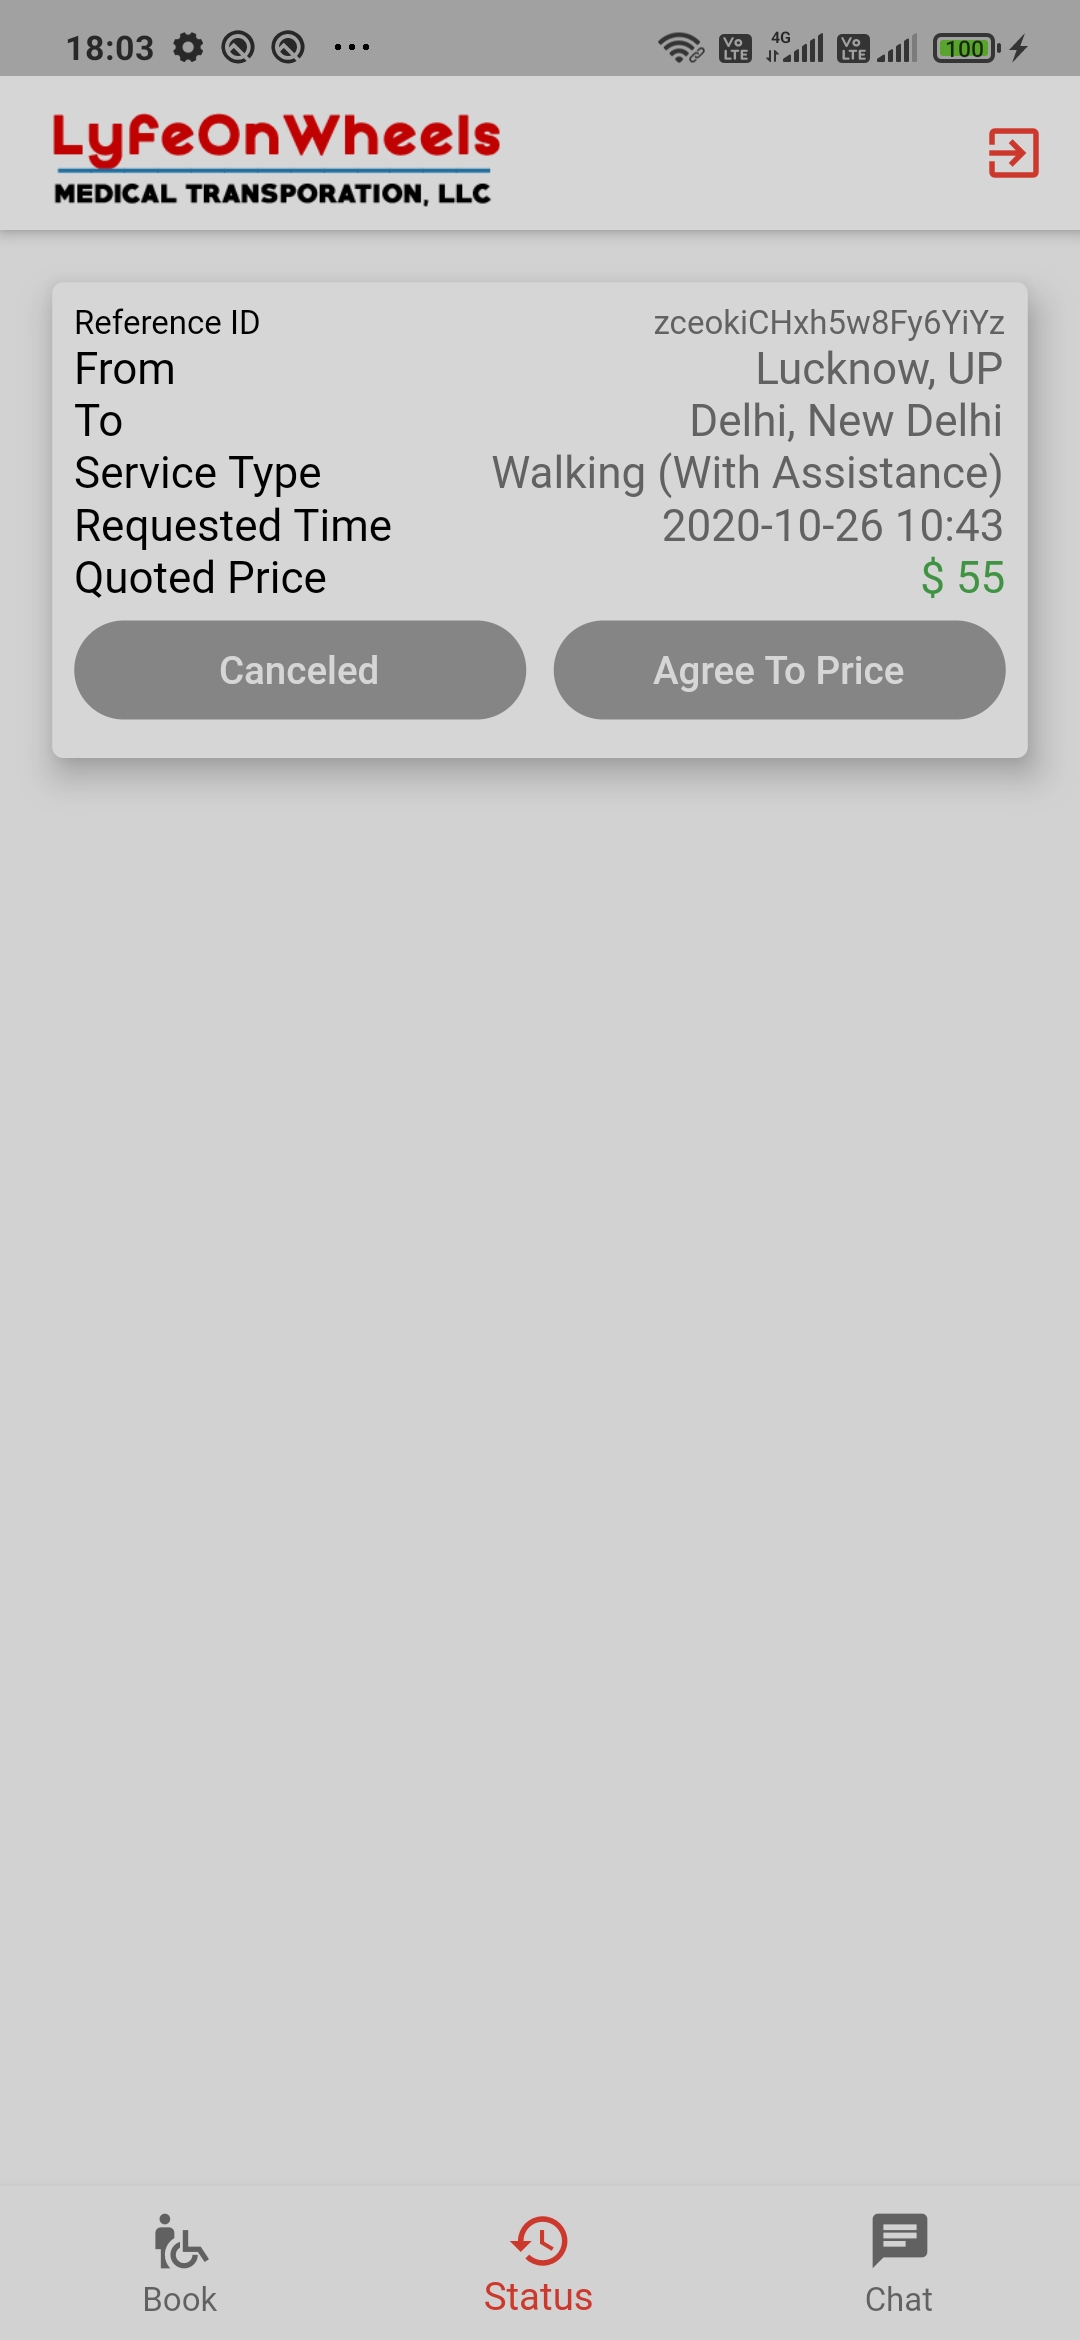 18:03
4G
Vo LTE
Vo LTE
100
LyfeOnWheels
MEDICAL TRANSPORATION, LLC
Reference ID zceokiCHxh5w8Fy6YiYz
From Lucknow, UP
To Delhi, New Delhi
Service Type Walking (With Assistance)
Requested Time 2020-10-26 10:43
Quoted Price $ 55
Canceled Agree To Price
Book Status Chat